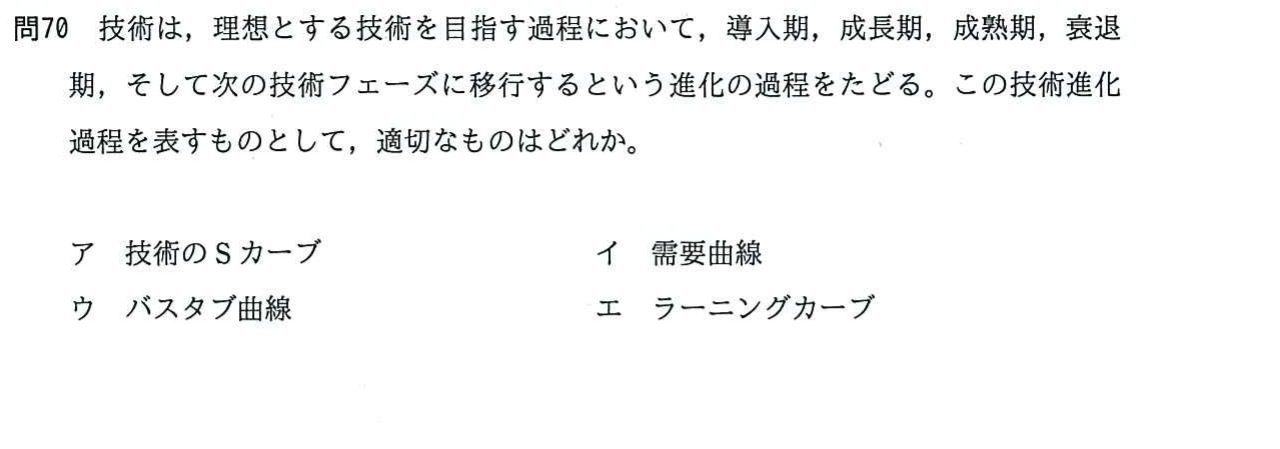 問70 技術は，理想とする技術を目指す過程において，導入期，成長期，成熟期，衰退
期，そして次の技術フェーズに移行するという進化の過程をたどる。この技術進化
過程を表すものとして，適切なものはどれか。
ア 技術のSカーブ イ 需要曲線
ウ バスタブ曲線 エ ラーニングカーブ